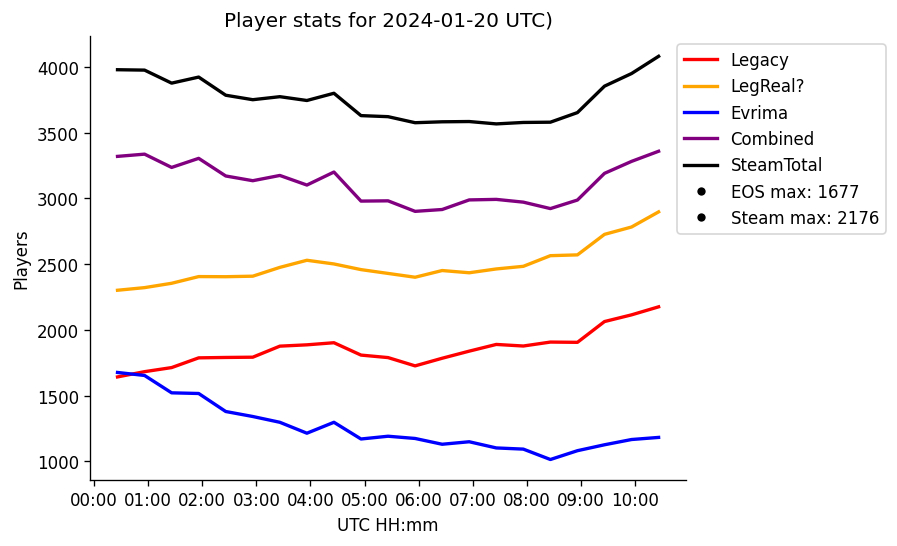 Player stats for 2024-01-20 UTC)
4000
3500
3000
2500
2000
1500
1000
Players
00:00 01:00 02:00 03:00 04:00 05:00 06:00 07:00 08:00 09:00 10:00
UTC HH:mm
Legacy
LegReal?
Evrima
Combined
SteamTotal
EOS max: 1677
Steam max: 2176